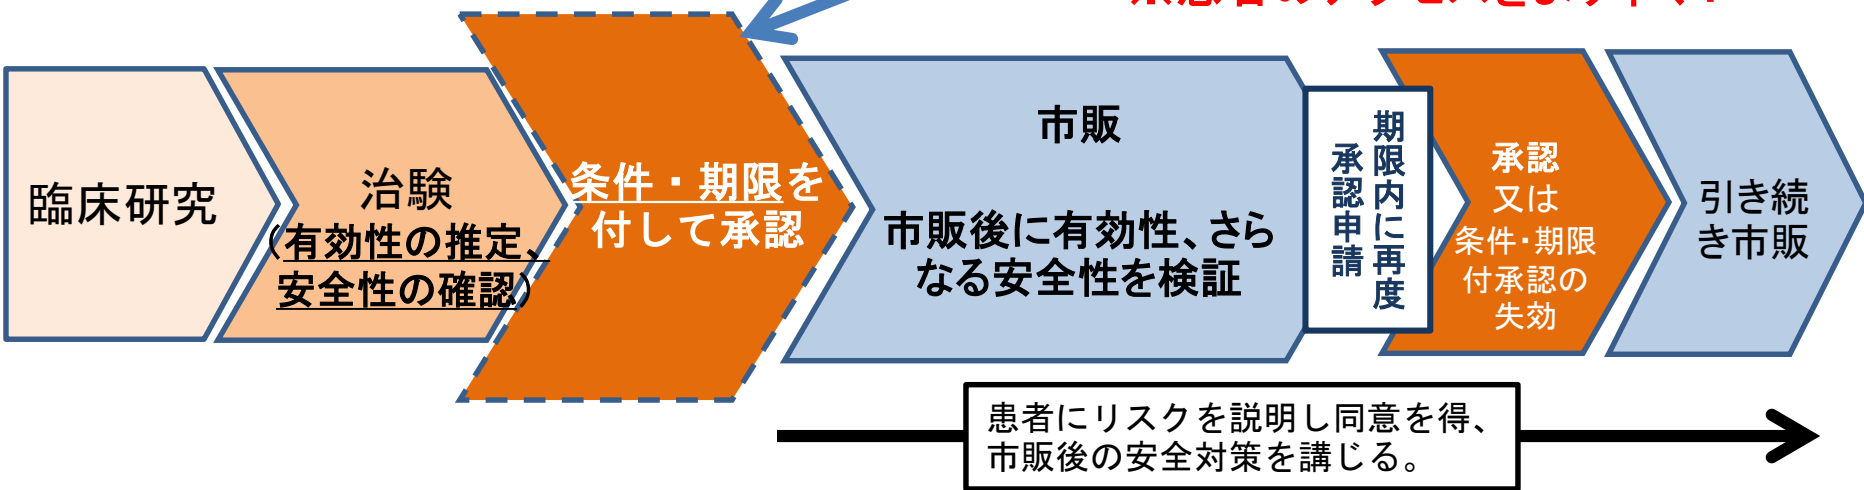 臨床研究
治験
（有効性の推定、
安全性の確認）
条件・期限を
付して承認
市販
市販後に有効性、さら
なる安全性を検証
期限内に再度
承認申請
承認
又は
条件・期限
付承認の
失効
引き続
き市販
患者にリスクを説明し同意を得、
市販後の安全対策を講じる。